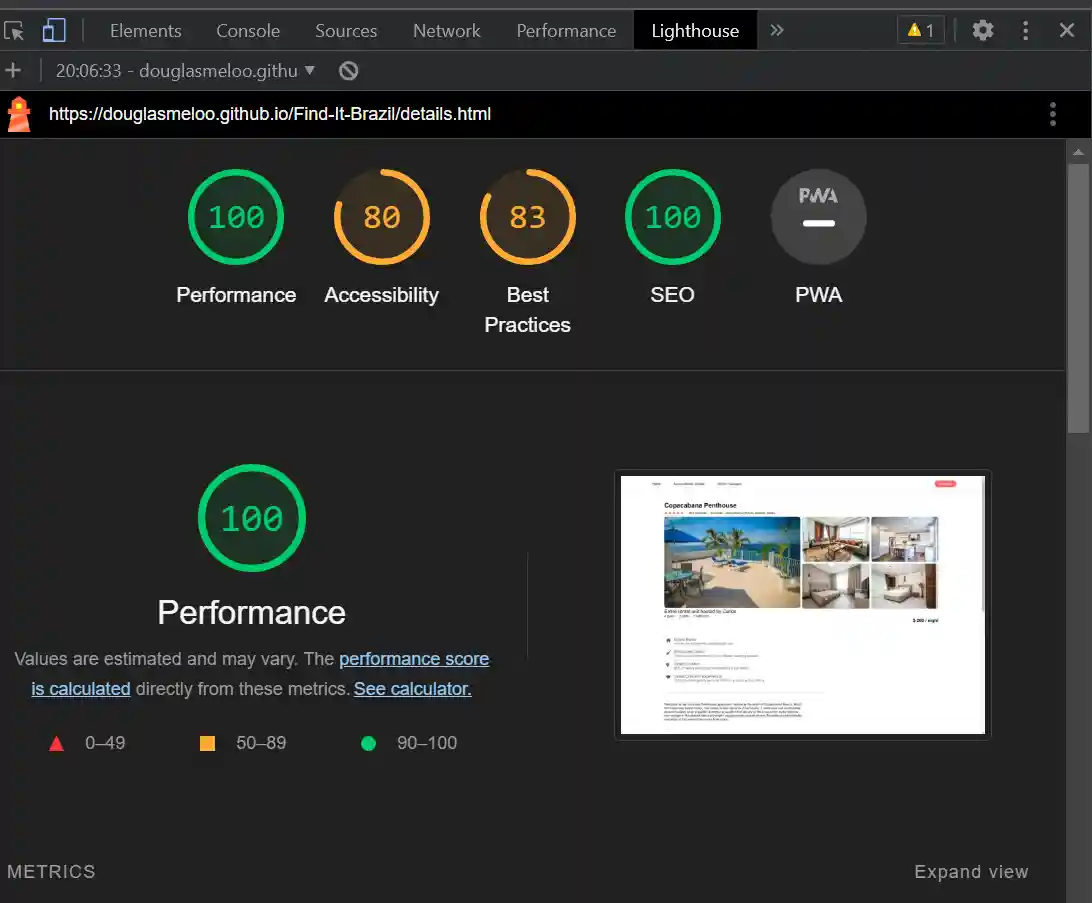 Elements Console Sources Network Performance Lighthouse 1
20:06:33 - douglasmeloo.githu
https://douglasmeloo.github.io/Find-It-Brazil/details.html
100 80 83 100 PWA
Performance Accessibility Best Practices SEO PWA
100
Performance
Values are estimated and may vary. The performance score
is calculated directly from these metrics. See calculator.
0–49 50–89 90–100
Copacabana Penthouse
$ 260 / night
METRICS Expand view